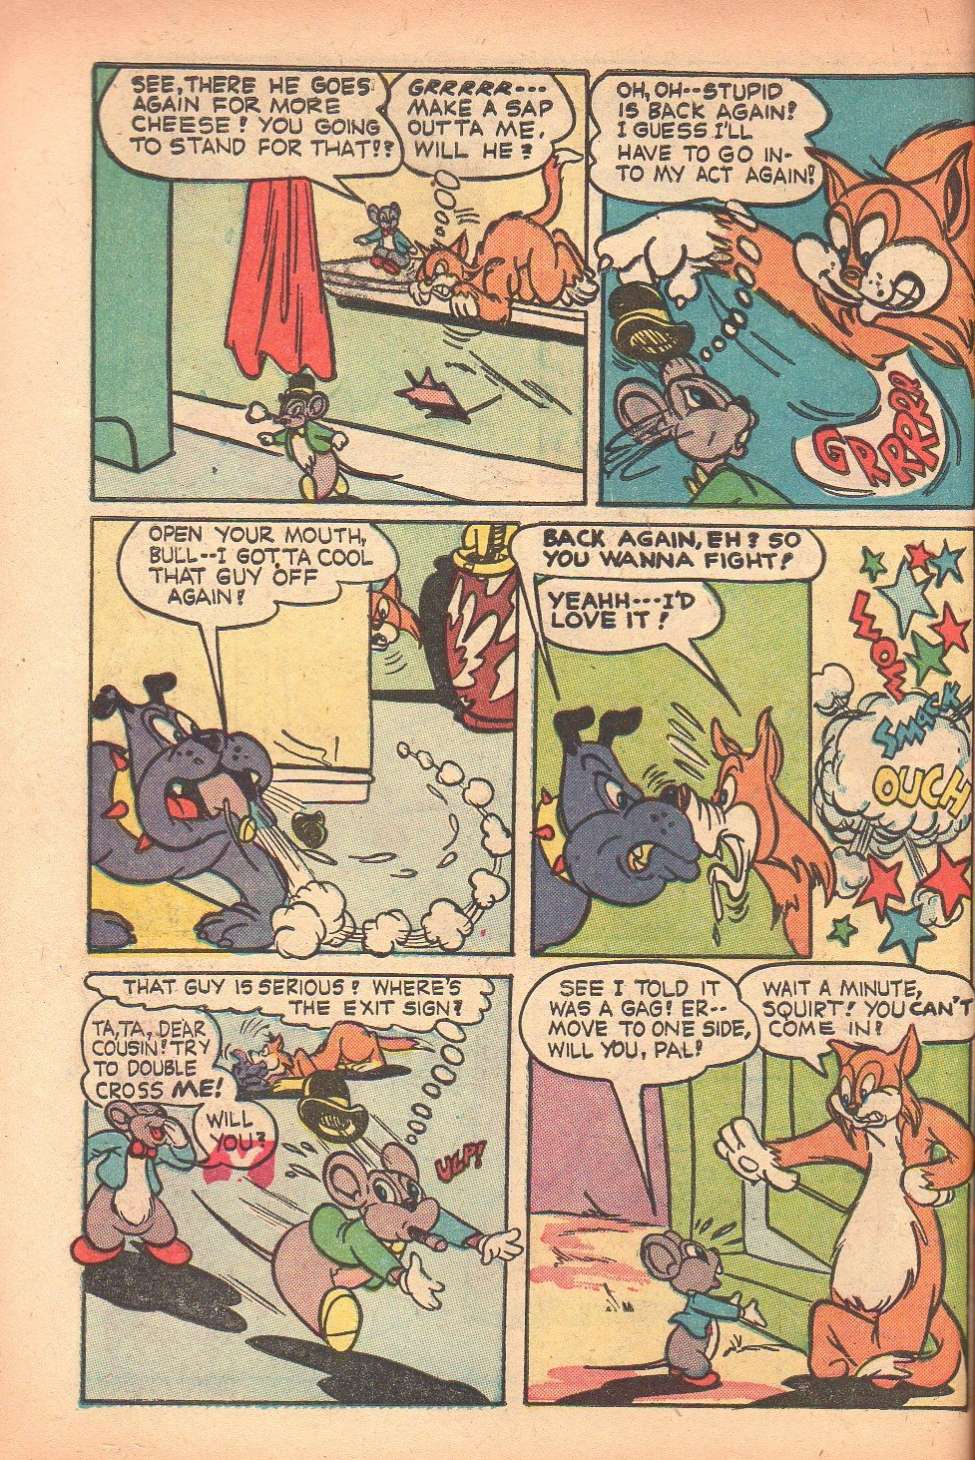 SEE, THERE HE GOES
AGAIN FOR MORE
CHEESE! YOU GOING
TO STAND FOR THAT!?
GRRRRR---
MAKE A SAP
OUTTA ME,
WILL HE?
OH, OH--STUPID
IS BACK AGAIN!
I GUESS I'LL
HAVE TO GO IN-
TO MY ACT AGAIN!
GRRRRR
OPEN YOUR MOUTH,
BULL--I GOTTA COOL
THAT GUY OFF
AGAIN!
BACK AGAIN, EH? SO
YOU WANNA FIGHT!
YEAHH---I'D
LOVE IT!
WOW
SMACK
OUCH
THAT GUY IS SERIOUS! WHERE'S
THE EXIT SIGN?
TA, TA, DEAR
COUSIN! TRY
TO DOUBLE
CROSS ME!
WILL
YOU?
ULP!
SEE I TOLD IT
WAS A GAG! ER--
MOVE TO ONE SIDE,
WILL YOU, PAL!
WAIT A MINUTE,
SQUIRT! YOU CAN'T
COME IN!